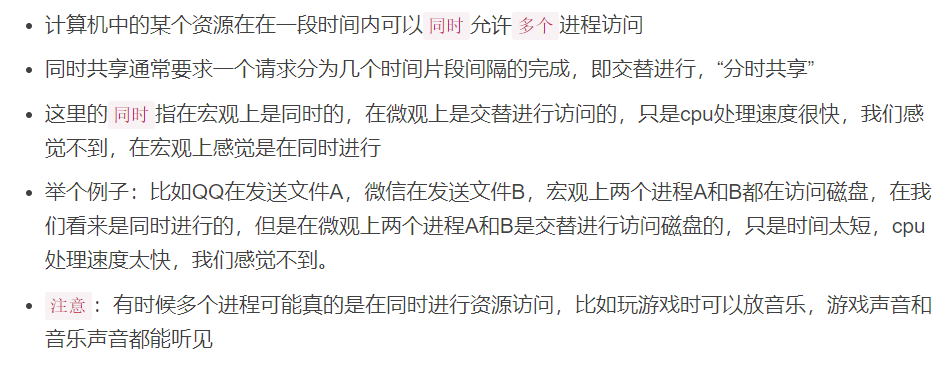 计算机中的某个资源在在一段时间内可以同时允许多个进程访问
同时共享通常要求一个请求分为几个时间片段间隔的完成，即交替进行，“分时共享”
这里的同时指在宏观上是同时的，在微观上是交替进行访问的，只是cpu处理速度很快，我们感
觉不到，在宏观上感觉是在同时进行
举个例子：比如QQ在发送文件A，微信在发送文件B，宏观上两个进程A和B都在访问磁盘，在我
们看来是同时进行的，但是在微观上两个进程A和B是交替进行访问磁盘的，只是时间太短，cpu
处理速度太快，我们感觉不到。
注意：有时候多个进程可能真的是在同时进行资源访问，比如玩游戏时可以放音乐，游戏声音和
音乐声音都能听见